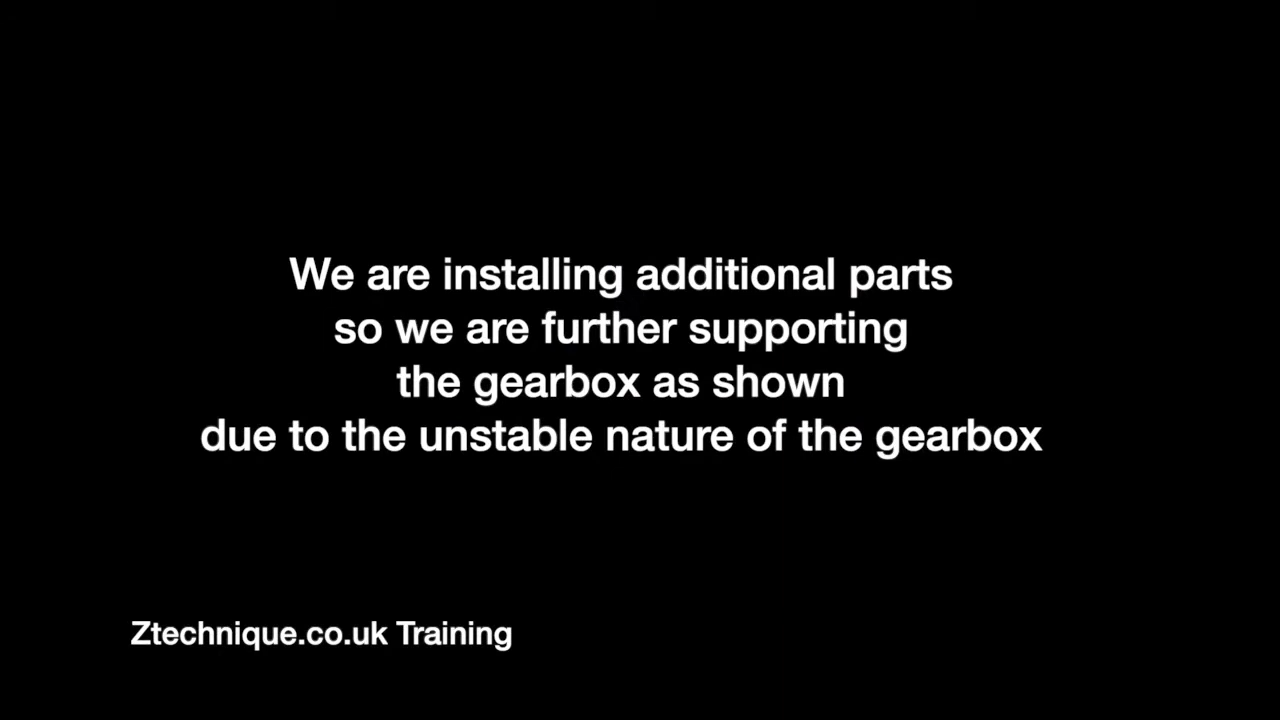 We are installing additional parts
so we are further supporting
the gearbox as shown
due to the unstable nature of the gearbox
Ztechnique.co.uk Training